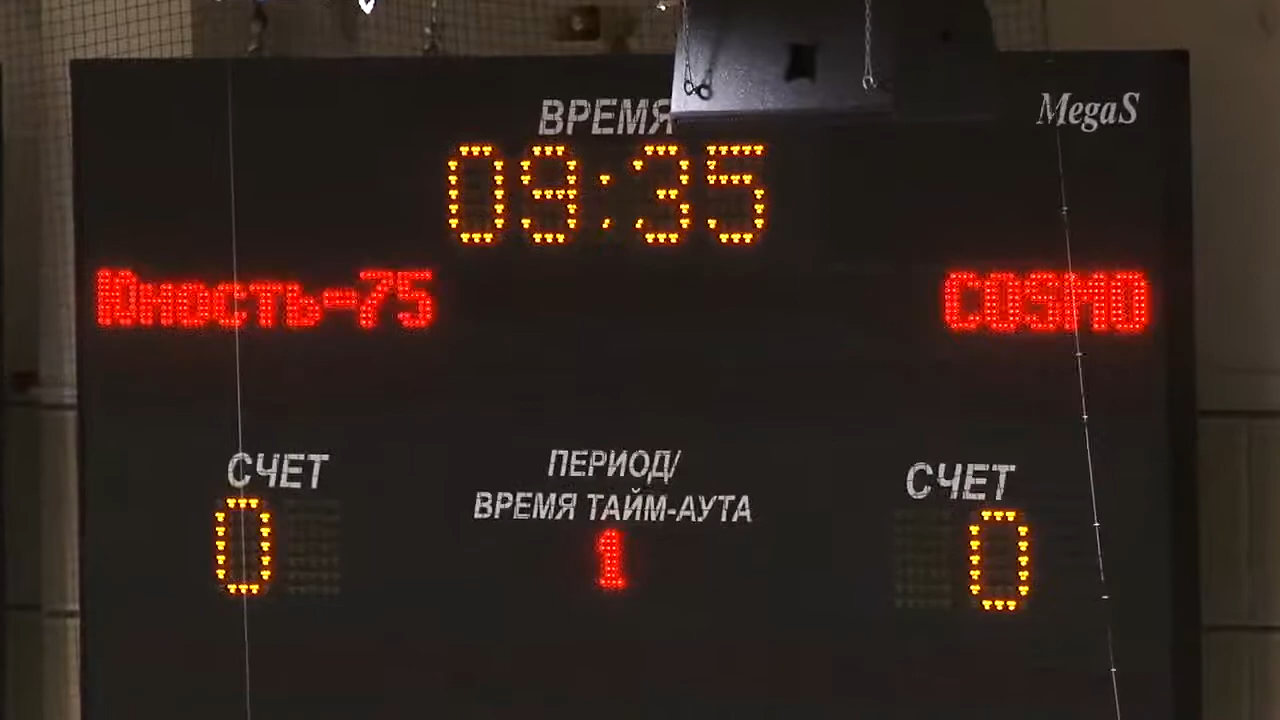 ВРЕМЯ
MegaS
09:35
Юность-75
COSMO
СЧЕТ
ПЕРИОД/
ВРЕМЯ ТАЙМ-АУТА
СЧЕТ
0
1
0